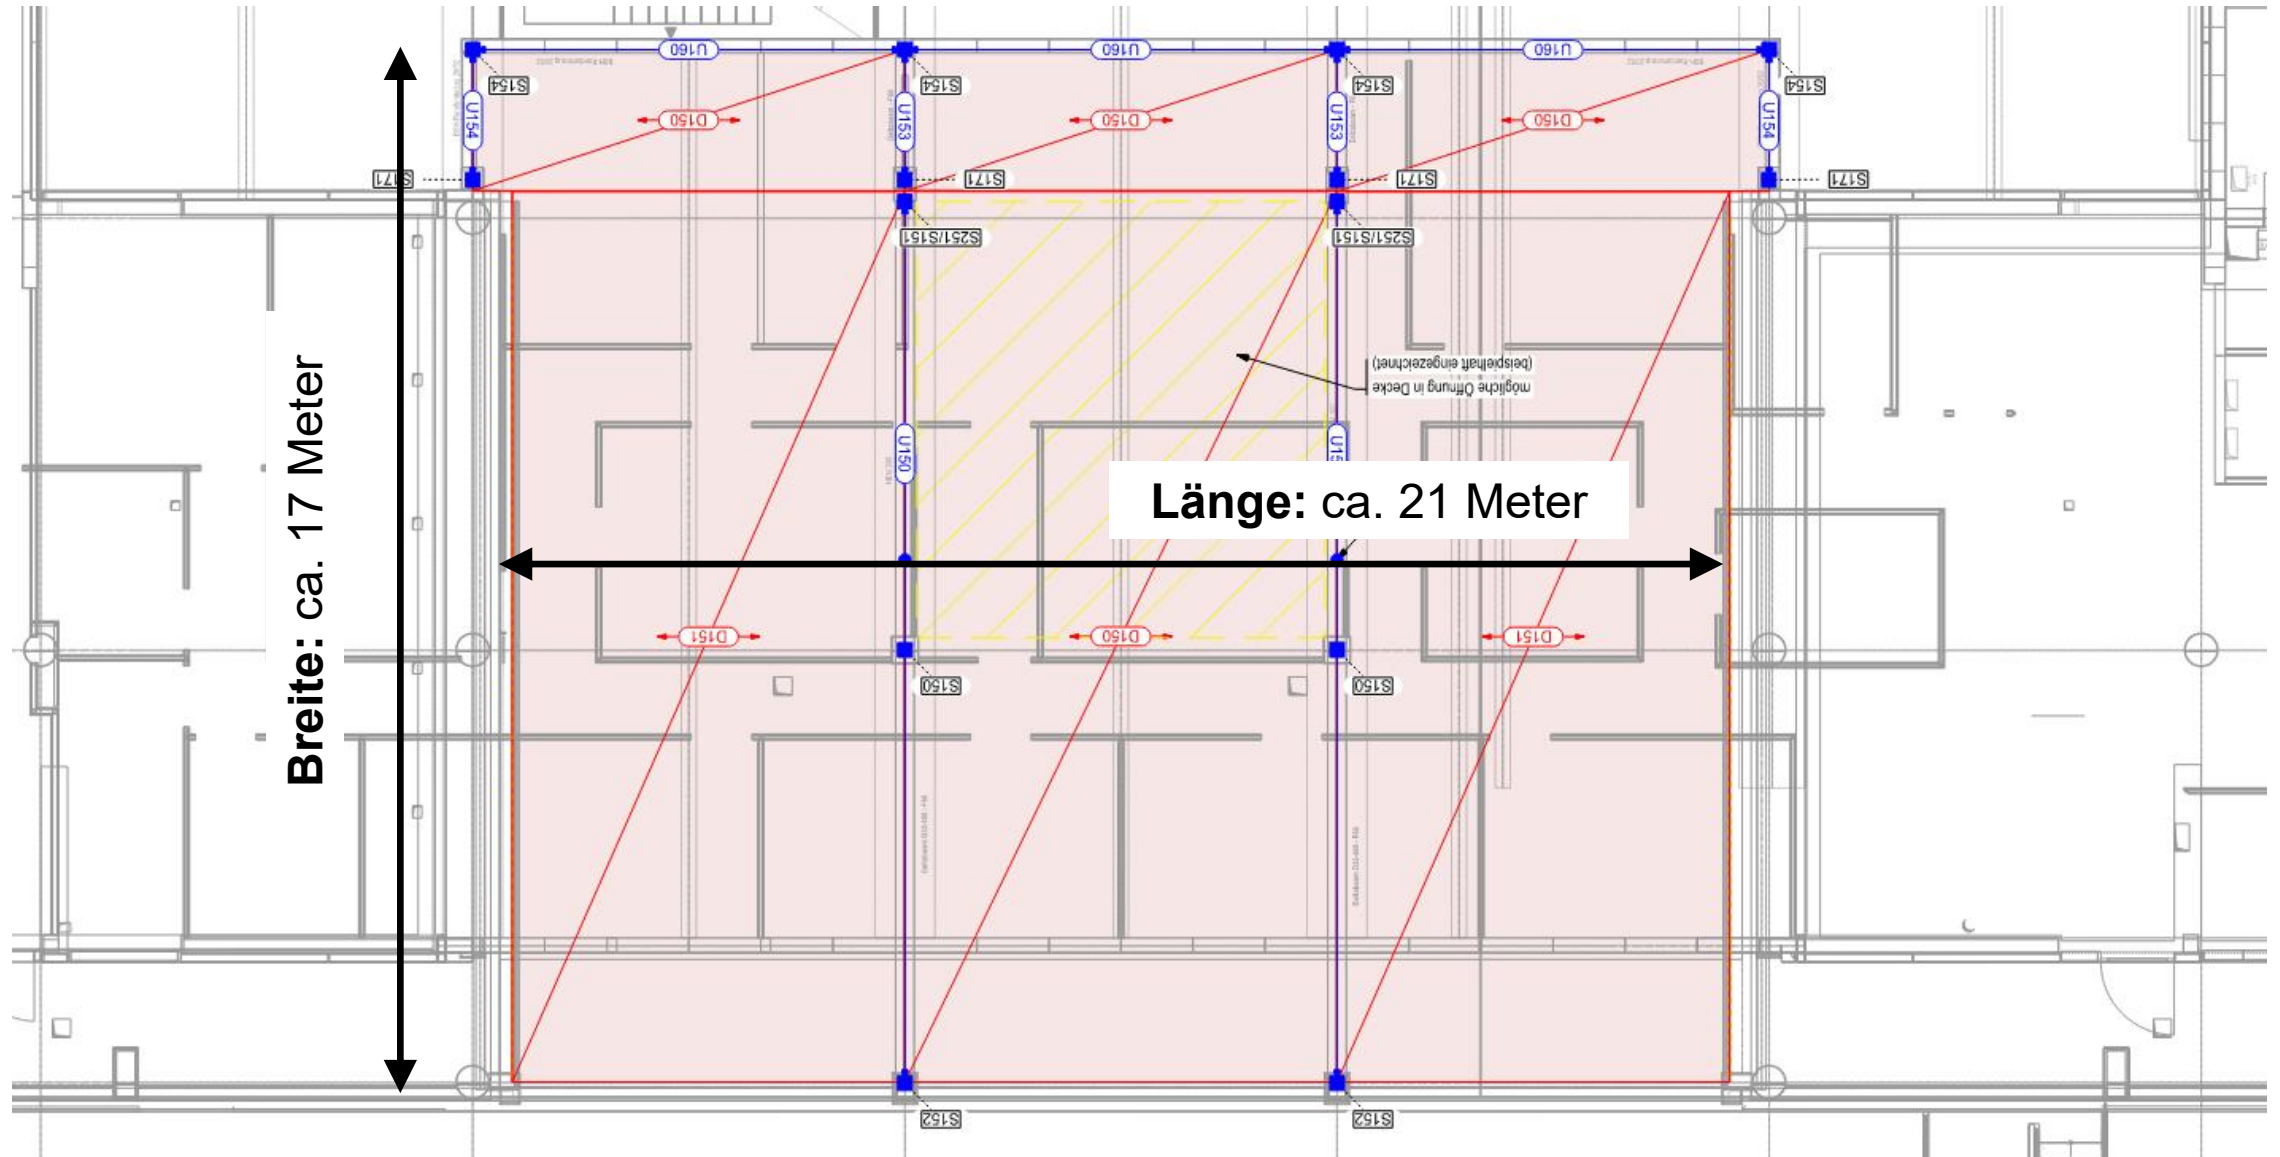 U160
U160
U160
S154
S154
S154
S154
U154
U153
U153
U154
D150
D150
D150
S171
S171
S171
S171
S251/S151
S251/S151
mögliche Öffnung in Decke
(beispielhaft eingezeichnet)
U150
Länge: ca. 21 Meter
Breite: ca. 17 Meter
D151
D150
D151
S150
S150
S152
S152